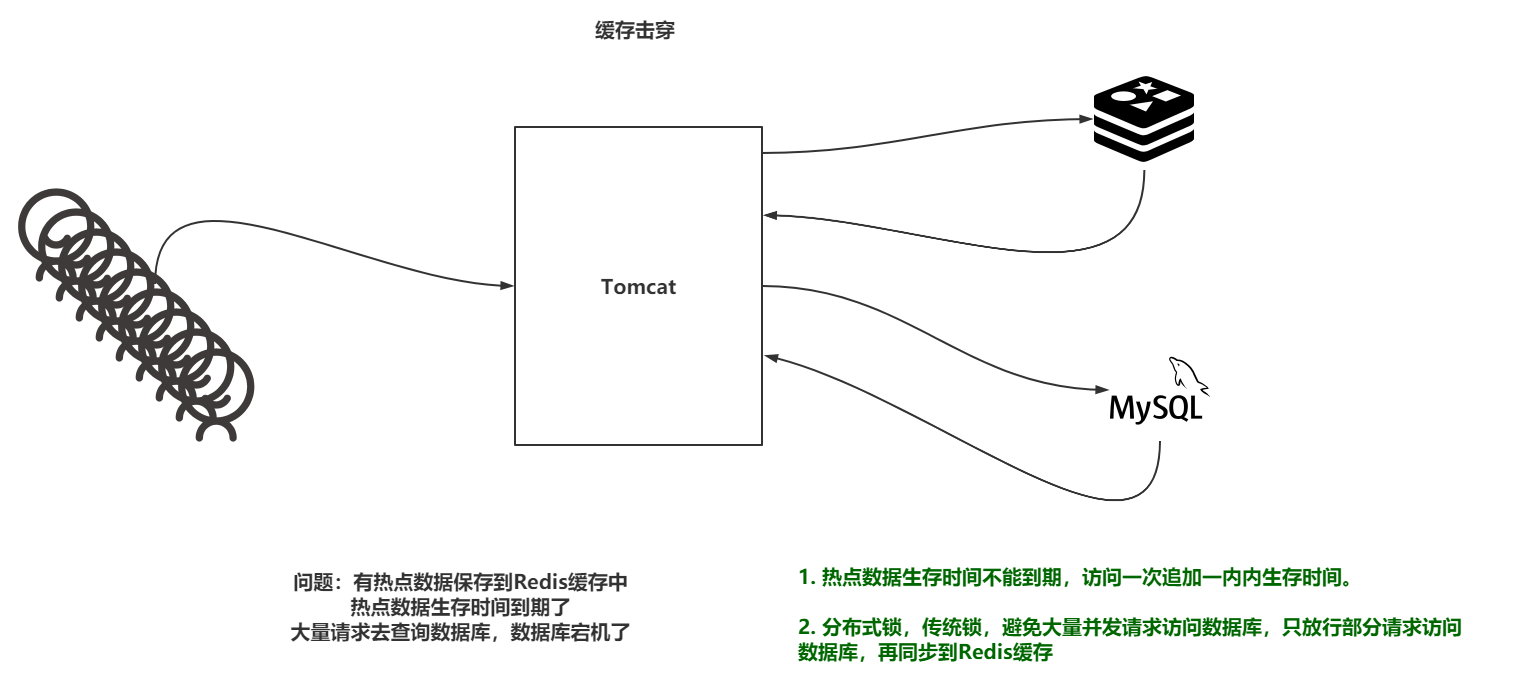 缓存击穿
Tomcat
MySQL
问题：有热点数据保存到Redis缓存中
热点数据生存时间到期了
大量请求去查询数据库，数据库宕机了
1. 热点数据生存时间不能到期，访问一次追加一内内生存时间。
2. 分布式锁，传统锁，避免大量并发请求访问数据库，只放行部分请求访问
数据库，再同步到Redis缓存